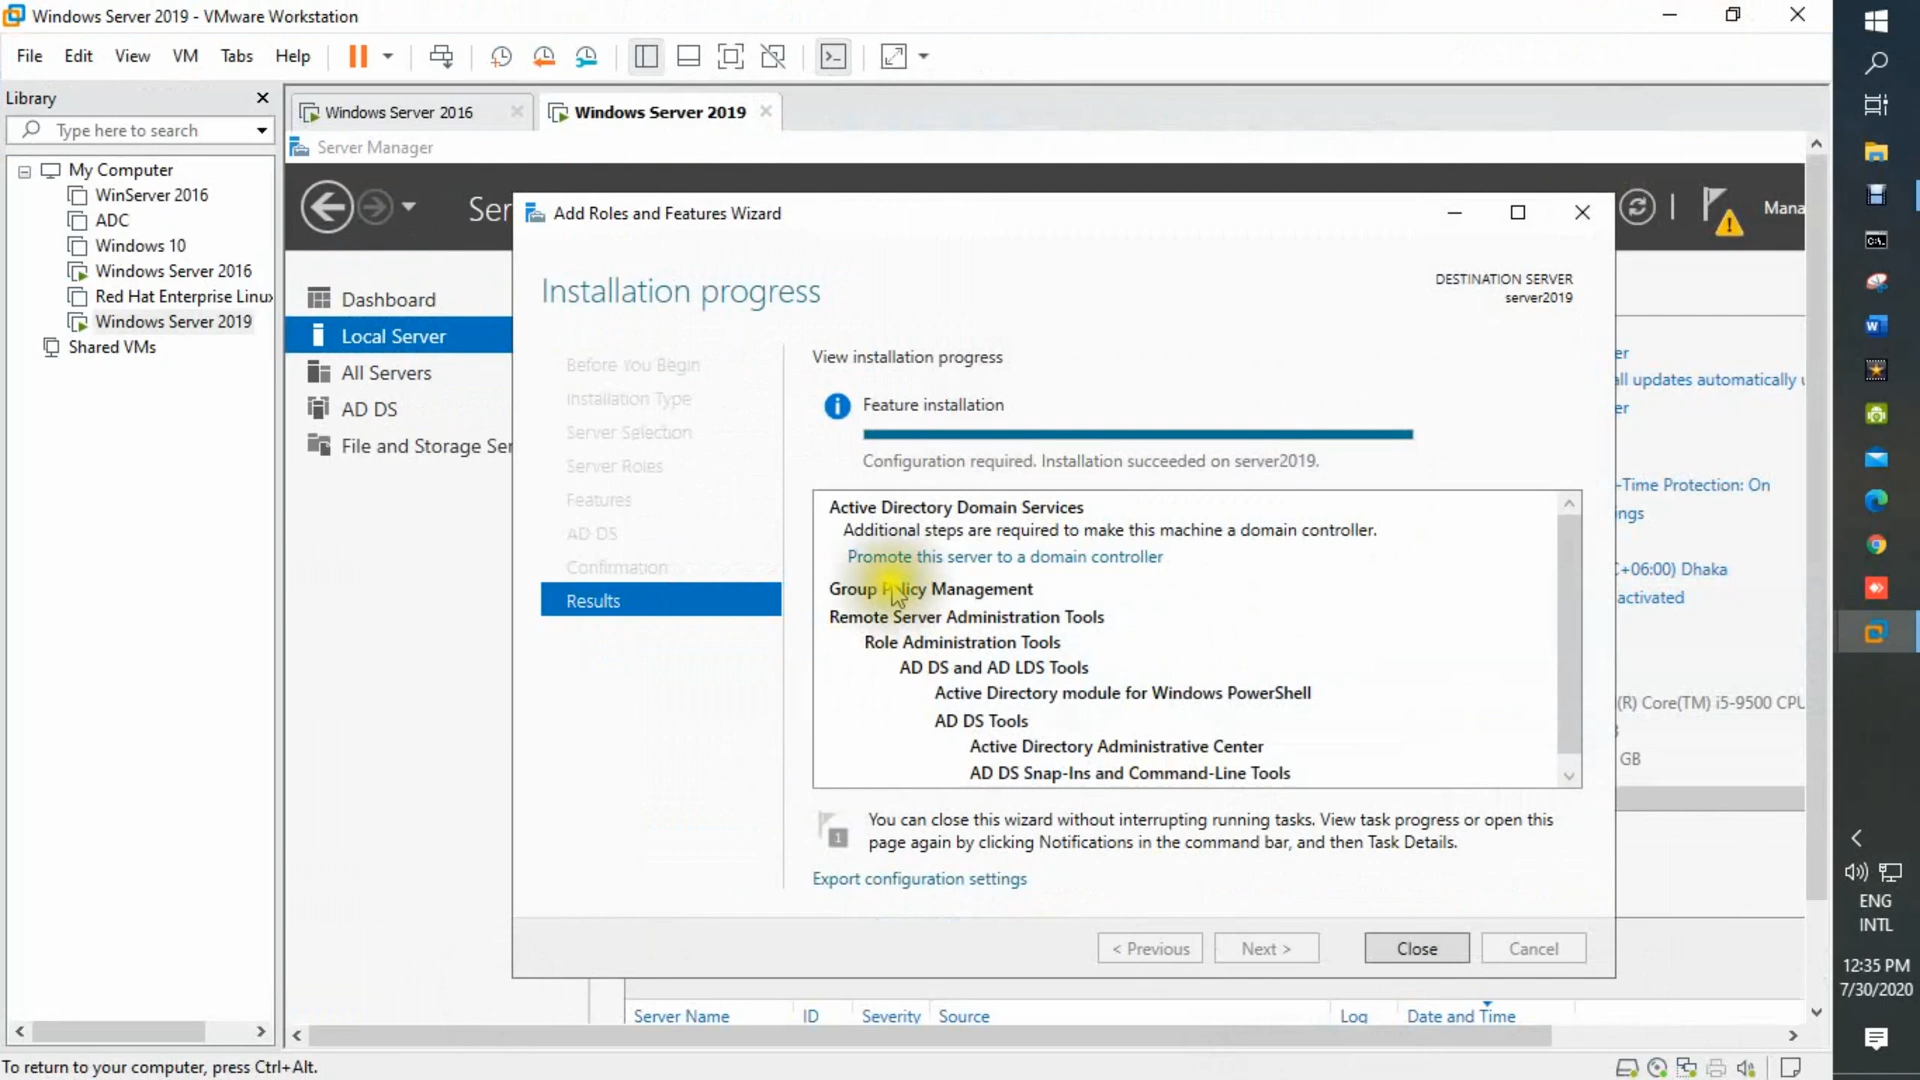 Windows Server 2019 - VMware Workstation
File Edit View VM Tabs Help
Library
Type here to search
My Computer
WinServer 2016
ADC
Windows 10
Windows Server 2016
Red Hat Enterprise Linux
Windows Server 2019
Shared VMs
Windows Server 2016
Windows Server 2019
Server Manager
Ser
Mana
Dashboard
Local Server
All Servers
AD DS
File and Storage Ser
Add Roles and Features Wizard
Installation progress
DESTINATION SERVER
server2019
Before You Begin
Installation Type
Server Selection
Server Roles
Features
AD DS
Confirmation
Results
View installation progress
Feature installation
Configuration required. Installation succeeded on server2019.
Active Directory Domain Services
Additional steps are required to make this machine a domain controller.
Promote this server to a domain controller
Group Policy Management
Remote Server Administration Tools
Role Administration Tools
AD DS and AD LDS Tools
Active Directory module for Windows PowerShell
AD DS Tools
Active Directory Administrative Center
AD DS Snap-Ins and Command-Line Tools
1
You can close this wizard without interrupting running tasks. View task progress or open this
page again by clicking Notifications in the command bar, and then Task Details.
Export configuration settings
< Previous Next > Close Cancel
er
all updates automatically u
er
-Time Protection: On
ngs
C+06:00) Dhaka
activated
(R) Core(TM) i5-9500 CPU
GB
Server Name ID Severity Source Log Date and Time
To return to your computer, press Ctrl+Alt.
ENG
INTL
12:35 PM
7/30/2020